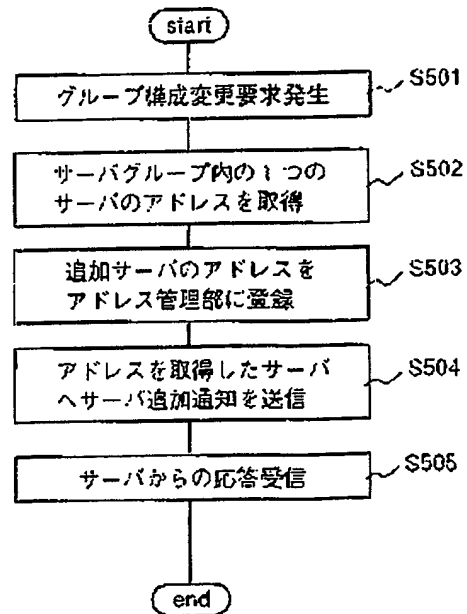 start
グループ構成変更要求発生
S501
サーバグループ内の1つの
サーバのアドレスを取得
S502
追加サーバのアドレスを
アドレス管理部に登録
S503
アドレスを取得したサーバ
へサーバ追加通知を送信
S504
サーバからの応答受信
S505
end